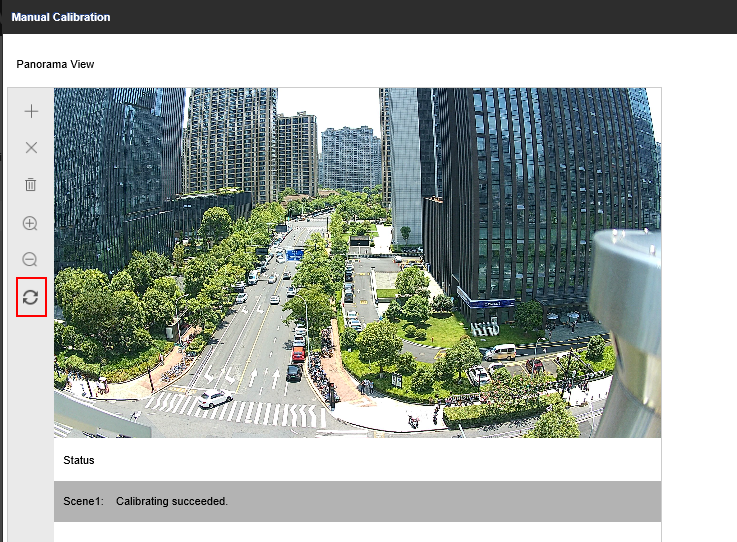 Manual Calibration
Panorama View
Status
Scene1: Calibrating succeeded.